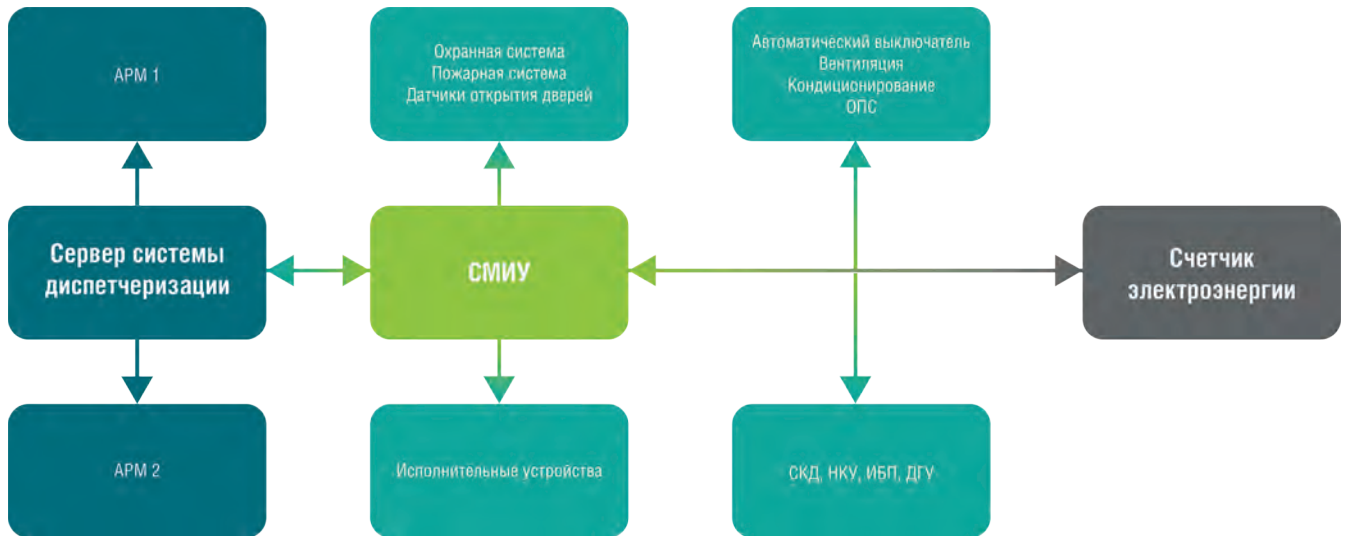 АРМ 1
Охранная система
Пожарная система
Датчики открытия дверей
Автоматический выключатель
Вентиляция
Кондиционирование
ОПС
Сервер системы
диспетчеризации
СМИУ
Счетчик
электроэнергии
АРМ 2
Исполнительные устройства
СКД, НКУ, ИБП, ДГУ